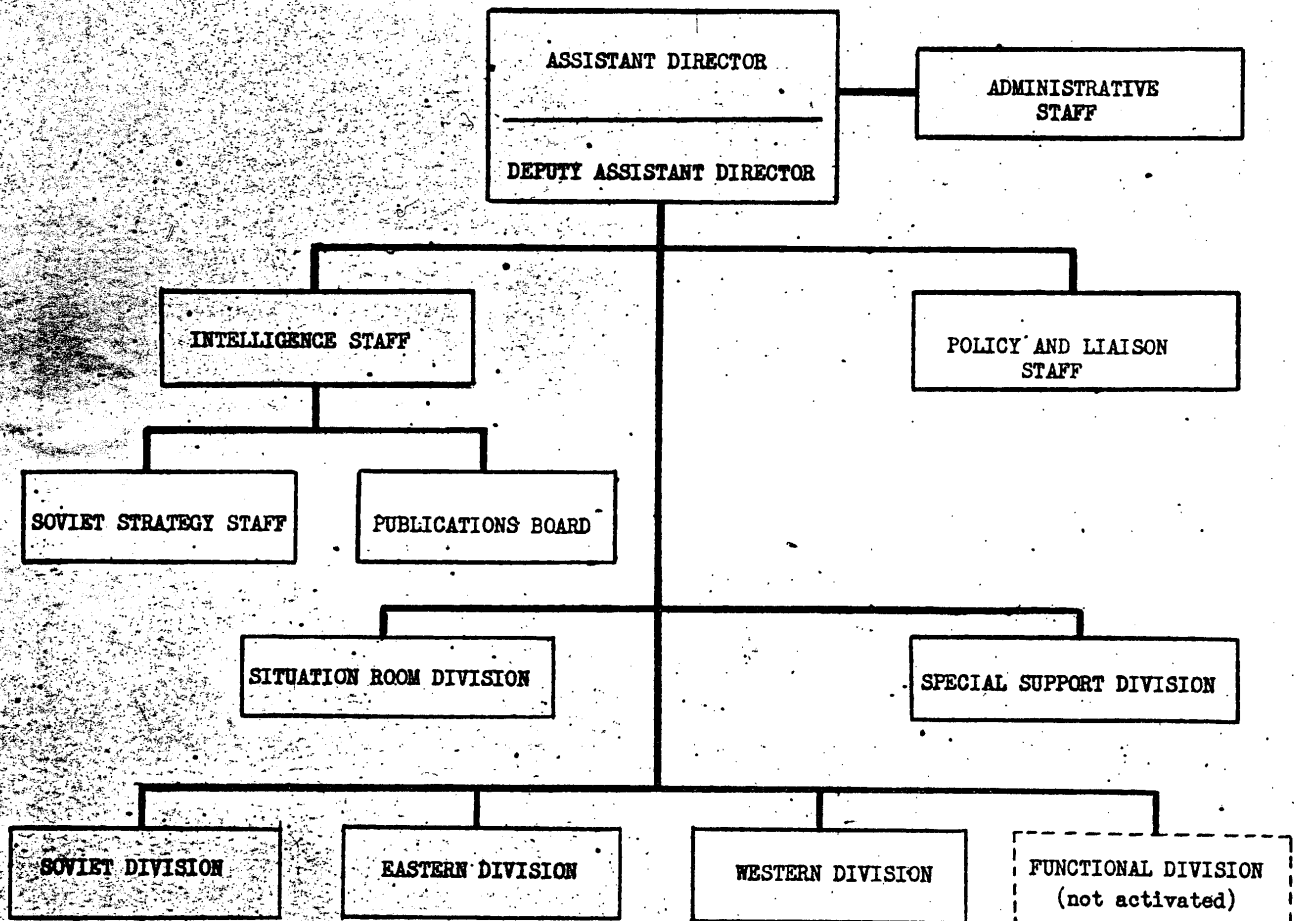 ASSISTANT DIRECTOR
ADMINISTRATIVE
STAFF
DEPUTY ASSISTANT DIRECTOR
INTELLIGENCE STAFF
POLICY AND LIAISON
STAFF
SOVIET STRATEGY STAFF
PUBLICATIONS BOARD
SITUATION ROOM DIVISION
SPECIAL SUPPORT DIVISION
SOVIET DIVISION
EASTERN DIVISION
WESTERN DIVISION
FUNCTIONAL DIVISION
(not activated)